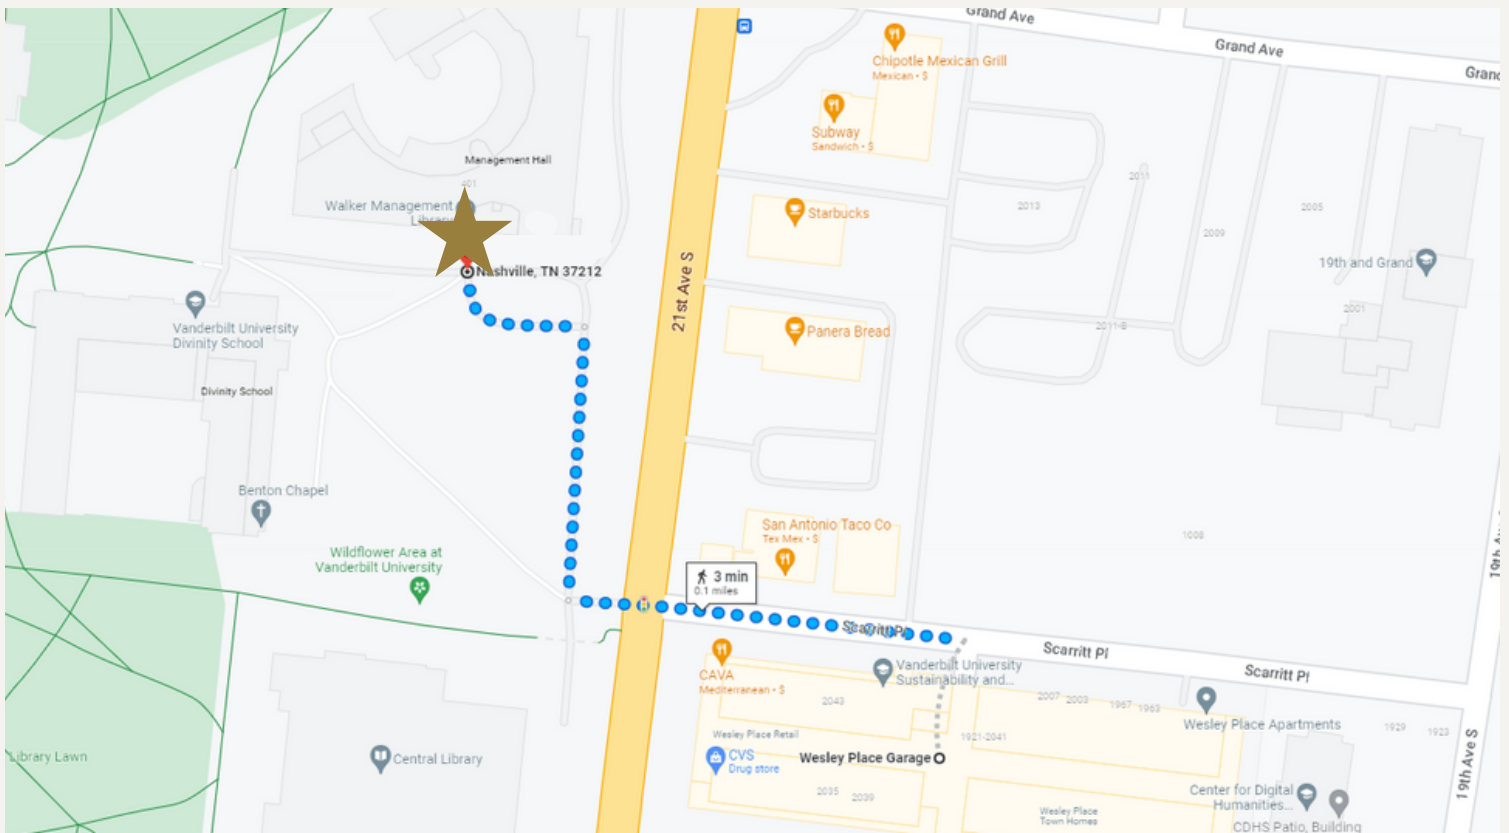 Grand Ave
Grand Ave
Chipotle Mexican Grill
Mexican • $
Subway
Sandwich • $
Management Hall
401
Walker Management
2011
2013
2005
2009
Starbucks
19th and Grand
Nashville, TN 37212
21st Ave S
2001
Vanderbilt University
Divinity School
Panera Bread
2011-B
Divinity School
Benton Chapel
San Antonio Taco Co
Tex Mex • $
1008
Wildflower Area at
Vanderbilt University
3 min
0.1 miles
Scarritt Pl
Scarritt Pl
Scarritt Pl
CAVA
Mediterranean • $
Vanderbilt University
Sustainability and...
2043
2007
2003
1967
1963
Wesley Place Apartments
1929
1923
Wesley Place Retail
1921-2041
Library Lawn
Central Library
CVS
Drug store
Wesley Place Garage
19th Ave S
2035
2039
Center for Digital
Humanities...
Wesley Place
Town Homes
CDHS Patio, Building